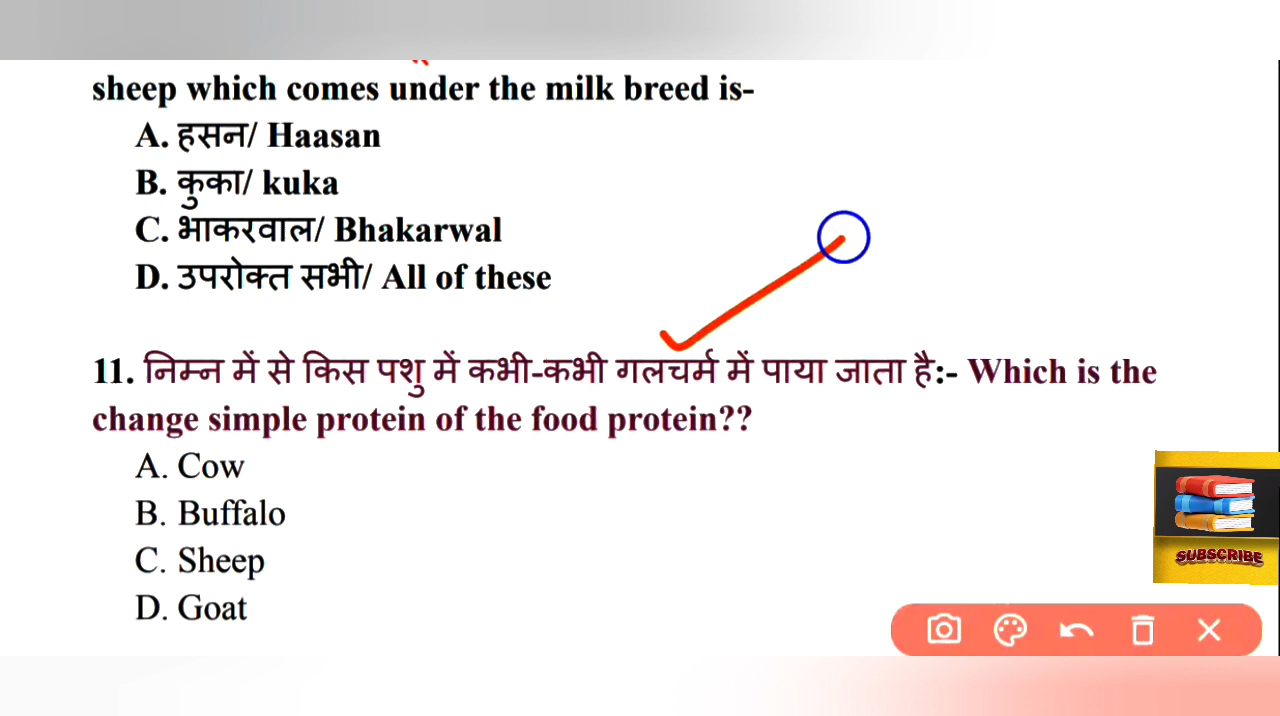 sheep which comes under the milk breed is-
A. हसन/ Haasan
B. कुका/ kuka
C. भाकरवाल/ Bhakarwal
D. उपरोक्त सभी/ All of these
11. निम्न में से किस पशु में कभी-कभी गलचर्म में पाया जाता है:- Which is the
change simple protein of the food protein??
A. Cow
B. Buffalo
C. Sheep
D. Goat
SUBSCRIBE